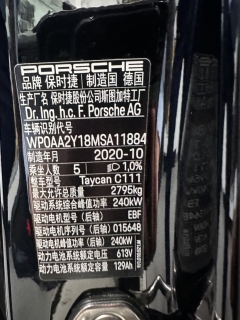 PORSCHE
品牌 保时捷 制造国 德国
生产厂名 保时捷股份公司斯图加特工厂
Dr. Ing. h.c. F. Porsche AG
车辆识别代号
WP0AA2Y18MSA11884
制造年月 2020-10
乘坐人数 5 1,0%
整车型号 Taycan C111
最大允许总质量 2795kg
驱动电机系统综合峰值功率 240kW
驱动电机型号(后轴) EBF
驱动电机序列号(后轴) 015648
驱动电机峰值功率(后轴) 240kW
动力电池系统额定电压 613V
动力电池系统额定容量 129Ah